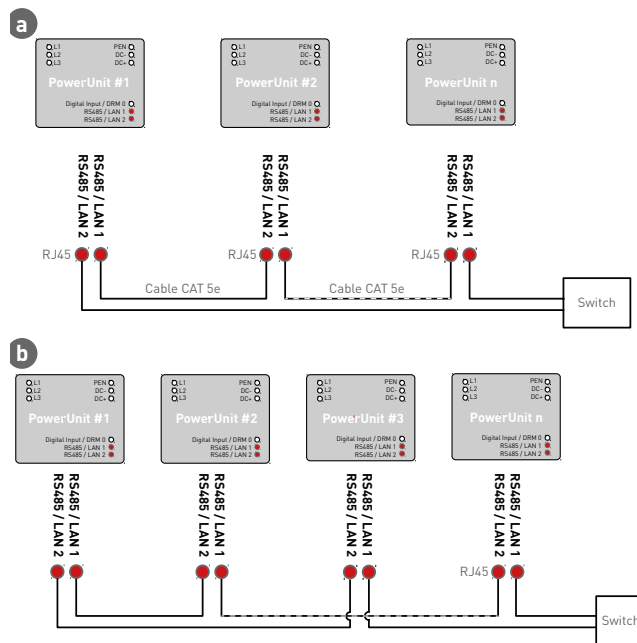 a
L1 PEN
L2 DC-
L3 DC+
PowerUnit #1
Digital Input / DRM 0
RS485 / LAN 1
RS485 / LAN 2
L1 PEN
L2 DC-
L3 DC+
PowerUnit #2
Digital Input / DRM 0
RS485 / LAN 1
RS485 / LAN 2
L1 PEN
L2 DC-
L3 DC+
PowerUnit n
Digital Input / DRM 0
RS485 / LAN 1
RS485 / LAN 2
RS485 / LAN 2
RS485 / LAN 1
RS485 / LAN 2
RS485 / LAN 1
RS485 / LAN 2
RS485 / LAN 1
RJ45
RJ45
RJ45
Cable CAT 5e
Cable CAT 5e
Switch
b
L1 PEN
L2 DC-
L3 DC+
PowerUnit #1
Digital Input / DRM 0
RS485 / LAN 1
RS485 / LAN 2
L1 PEN
L2 DC-
L3 DC+
PowerUnit #2
Digital Input / DRM 0
RS485 / LAN 1
RS485 / LAN 2
L1 PEN
L2 DC-
L3 DC+
PowerUnit #3
Digital Input / DRM 0
RS485 / LAN 1
RS485 / LAN 2
L1 PEN
L2 DC-
L3 DC+
PowerUnit n
Digital Input / DRM 0
RS485 / LAN 1
RS485 / LAN 2
RS485 / LAN 2
RS485 / LAN 1
RS485 / LAN 2
RS485 / LAN 1
RS485 / LAN 2
RS485 / LAN 1
RS485 / LAN 2
RS485 / LAN 1
RJ45
Switch